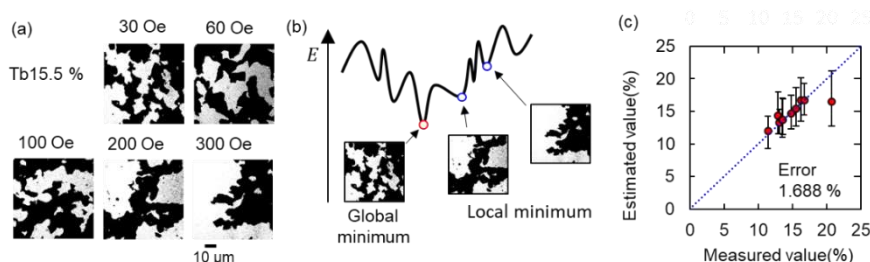 (a)
30 Oe
60 Oe
Tb15.5 %
100 Oe
200 Oe
300 Oe
10 μm
(b)
E
Global
minimum
Local minimum
(c)
0 5 10 15 20 25
Estimated value(%)
25
20
15
10
5
0
Error
1.688 %
0 5 10 15 20 25
Measured value(%)